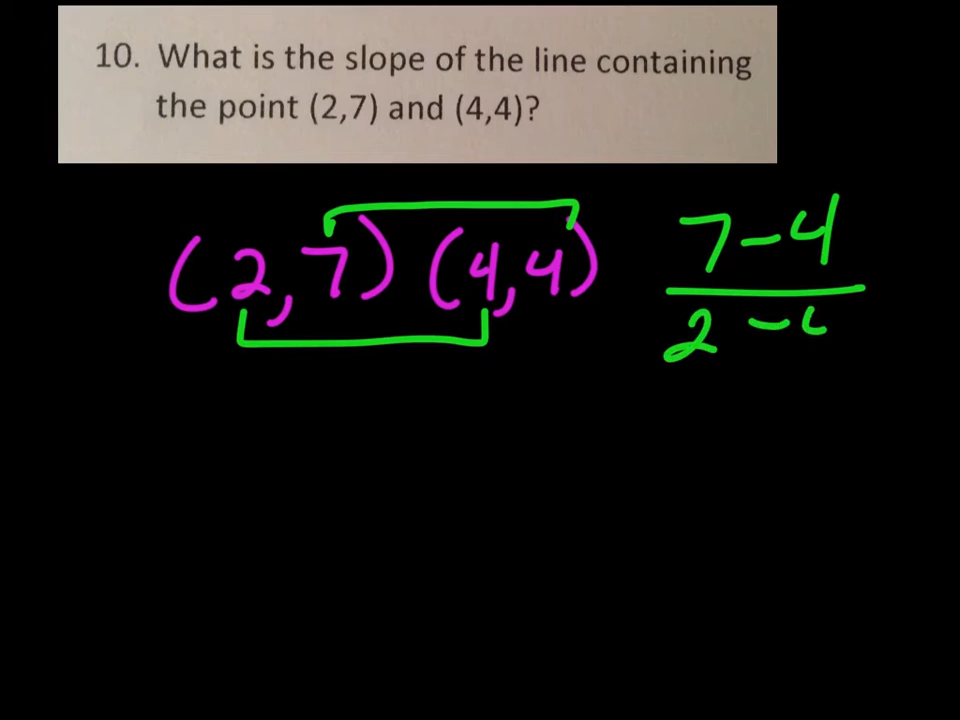 10. What is the slope of the line containing
the point (2,7) and (4,4)?
(2,7) (4,4)
7-4
2-